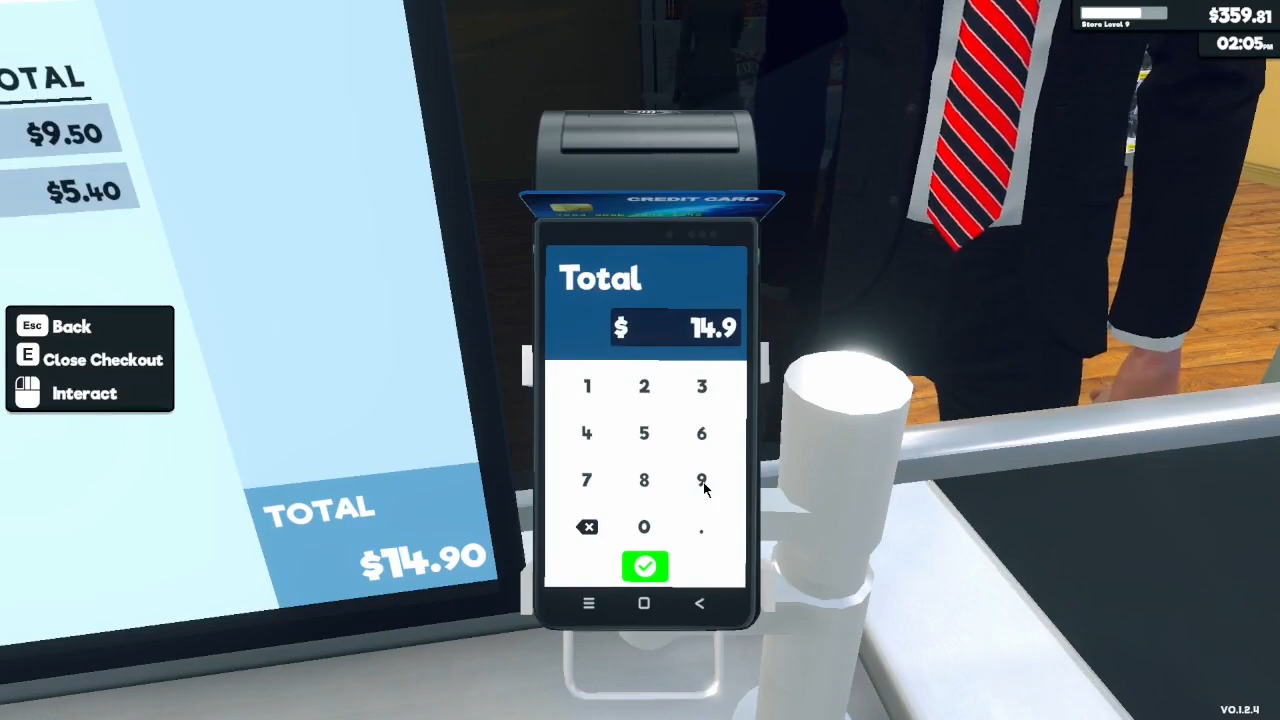 $359.81
Store Level 9
02:05PM
OTAL
$9.50
$5.40
CREDIT CARD
Total
$ 14.9
1 2 3
4 5 6
7 8 9
0 .
Esc Back
E Close Checkout
Interact
TOTAL
$14.90
V0.1.2.4